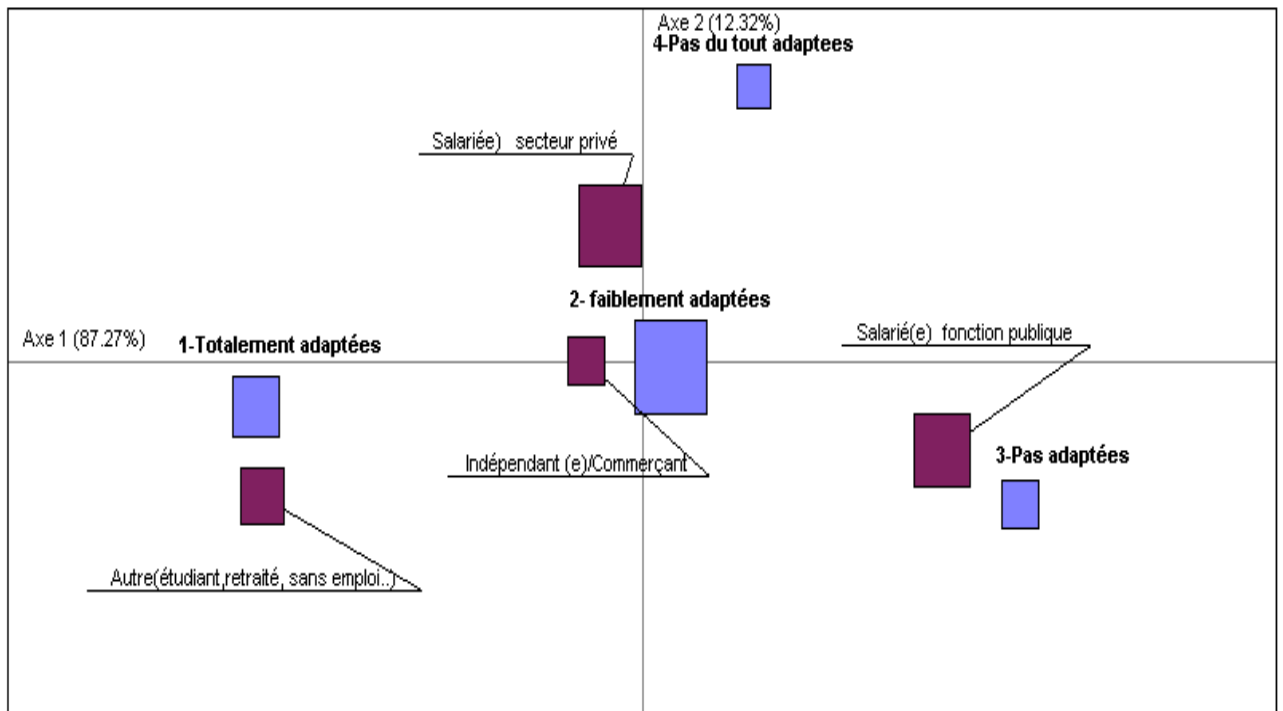 Axe 2 (12.32%)
4-Pas du tout adaptees
Salariée) secteur privé
2- faiblement adaptées
Axe 1 (87.27%)
1-Totalement adaptées
Salarié(e) fonction publique
Indépendant (e)/Commerçant
3-Pas adaptées
Autre(étudiant,retraité, sans emploi..)